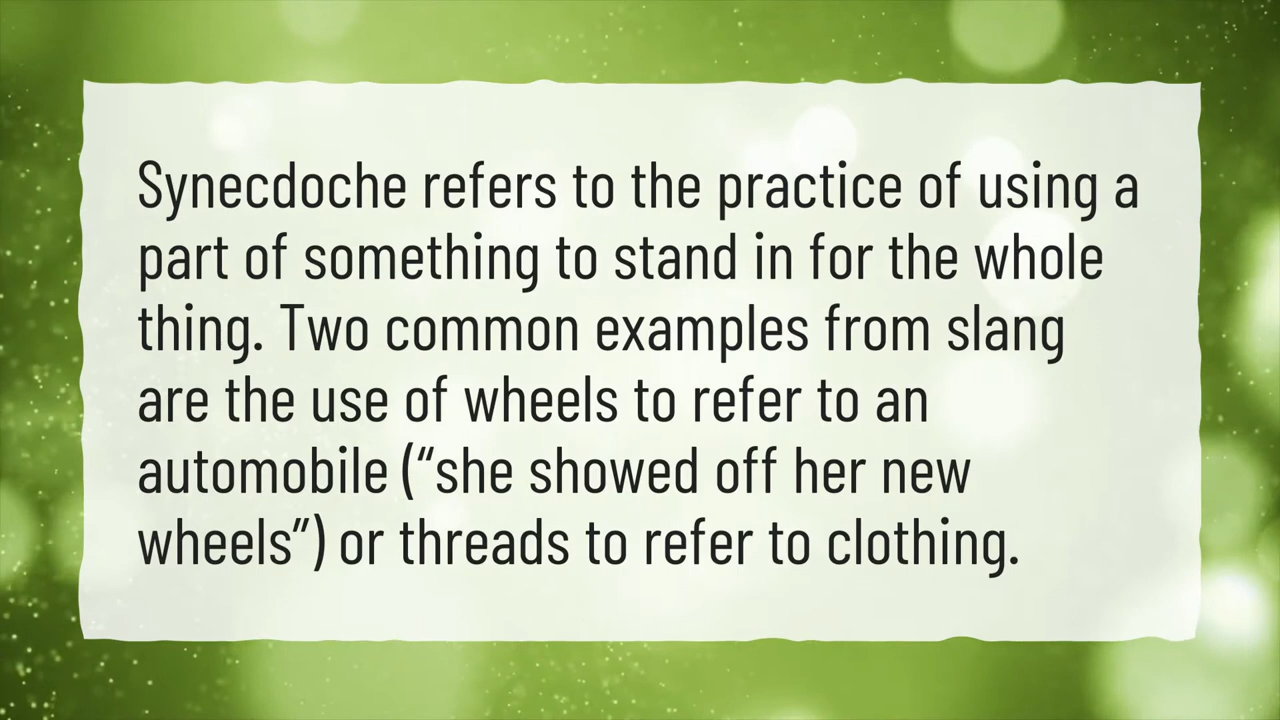 Synecdoche refers to the practice of using a
part of something to stand in for the whole
thing. Two common examples from slang
are the use of wheels to refer to an
automobile (“she showed off her new
wheels”) or threads to refer to clothing.